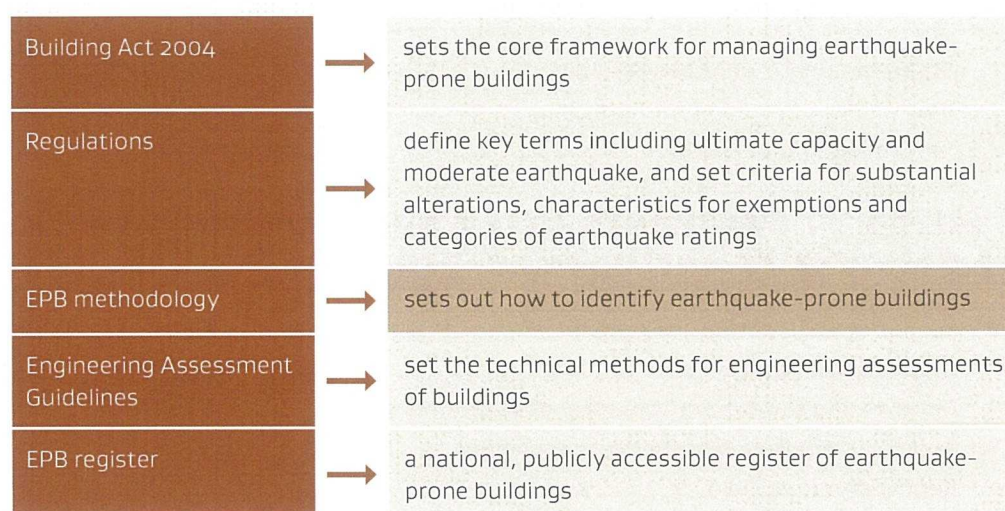 Building Act 2004
sets the core framework for managing earthquake-
prone buildings
Regulations
define key terms including ultimate capacity and
moderate earthquake, and set criteria for substantial
alterations, characteristics for exemptions and
categories of earthquake ratings
EPB methodology
sets out how to identify earthquake-prone buildings
Engineering Assessment
Guidelines
set the technical methods for engineering assessments
of buildings
EPB register
a national, publicly accessible register of earthquake-
prone buildings